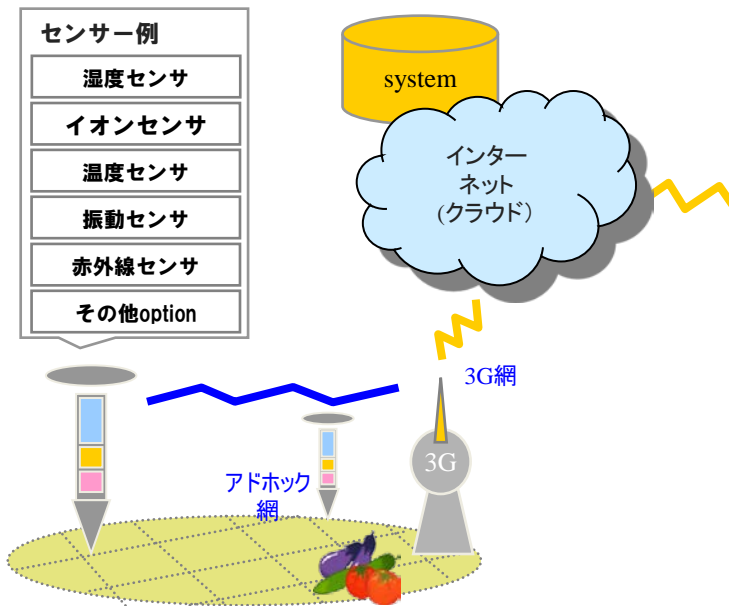 センサー例
湿度センサ
イオンセンサ
温度センサ
振動センサ
赤外線センサ
その他option
system
インター
ネット
(クラウド）
3G網
3G
アドホック
網